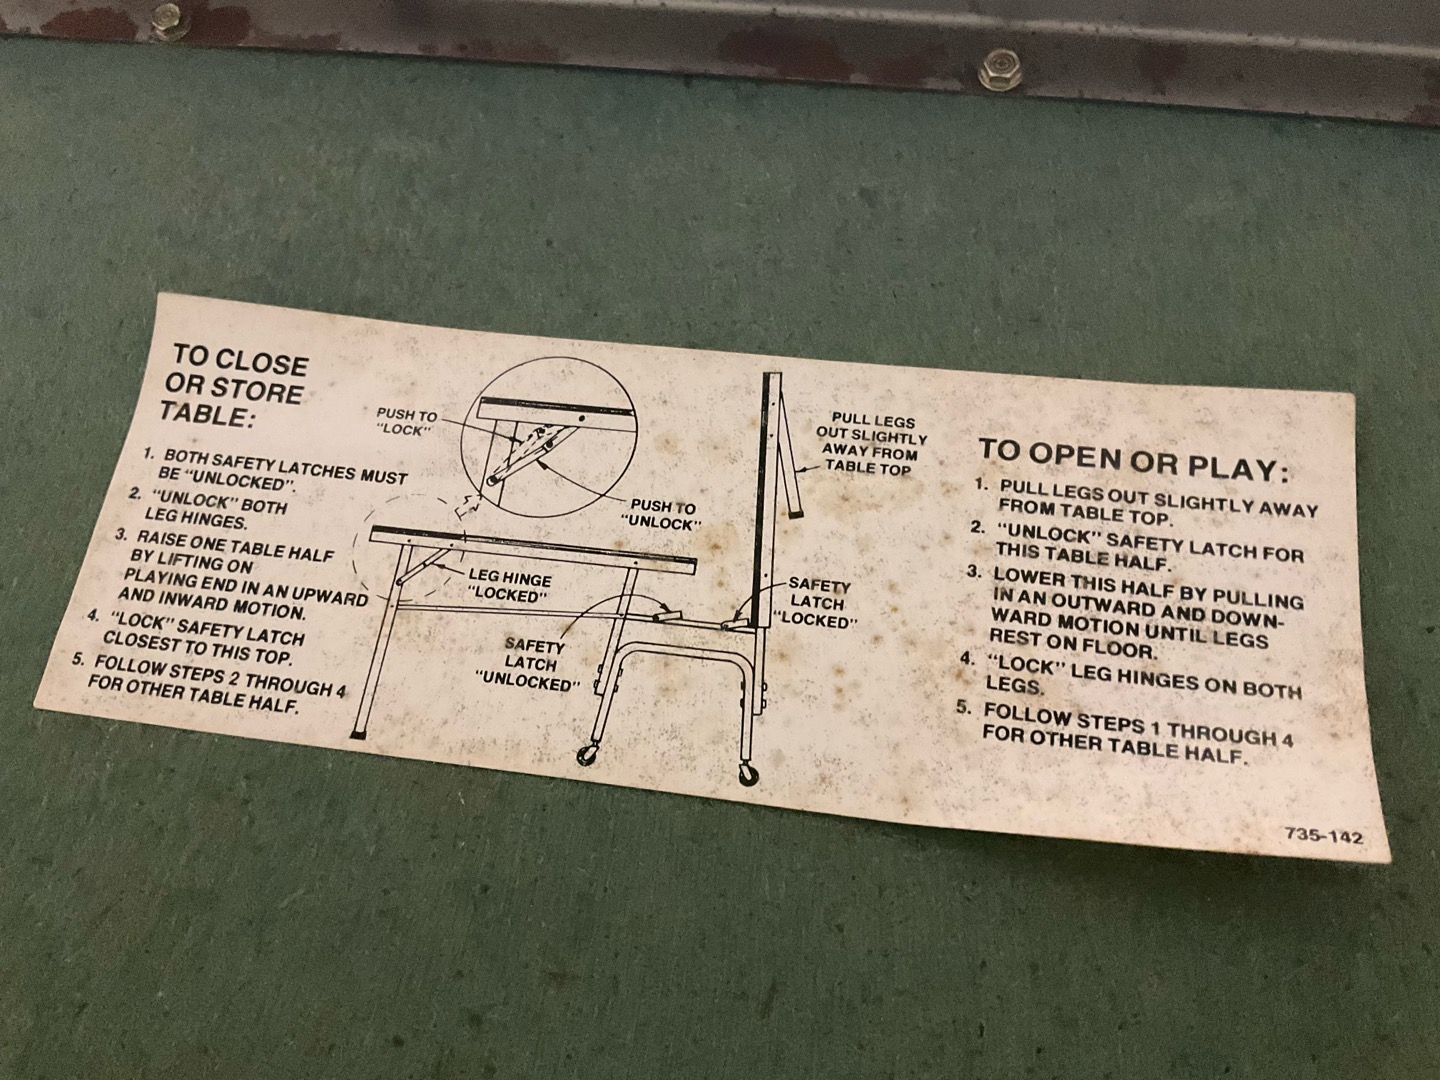 TO CLOSE
OR STORE
TABLE:
1. BOTH SAFETY LATCHES MUST
BE "UNLOCKED".
2. "UNLOCK" BOTH
LEG HINGES.
3. RAISE ONE TABLE HALF
BY LIFTING ON
PLAYING END IN AN UPWARD
AND INWARD MOTION.
4. "LOCK" SAFETY LATCH
CLOSEST TO THIS TOP.
5. FOLLOW STEPS 2 THROUGH 4
FOR OTHER TABLE HALF.
PUSH TO
"LOCK"
PUSH TO
"UNLOCK"
LEG HINGE
"LOCKED"
SAFETY
LATCH
"UNLOCKED"
SAFETY
LATCH
"LOCKED"
PULL LEGS
OUT SLIGHTLY
AWAY FROM
TABLE TOP
TO OPEN OR PLAY:
1. PULL LEGS OUT SLIGHTLY AWAY
FROM TABLE TOP.
2. "UNLOCK" SAFETY LATCH FOR
THIS TABLE HALF.
3. LOWER THIS HALF BY PULLING
IN AN OUTWARD AND DOWN-
WARD MOTION UNTIL LEGS
REST ON FLOOR.
4. "LOCK" LEG HINGES ON BOTH
LEGS.
5. FOLLOW STEPS 1 THROUGH 4
FOR OTHER TABLE HALF.
735-142